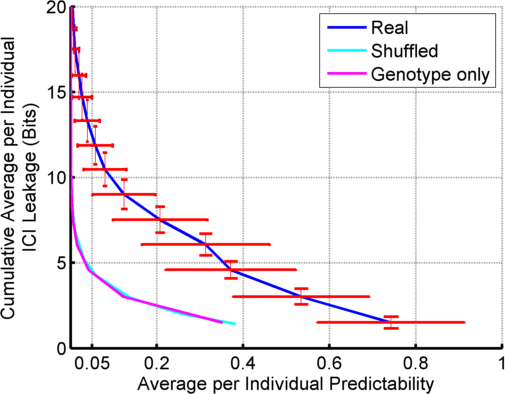 20
15
10
5
0
Cumulative Average per Individual
ICI Leakage (Bits)
Real
Shuffled
Genotype only
0.05 0.2 0.4 0.6 0.8 1
Average per Individual Predictability